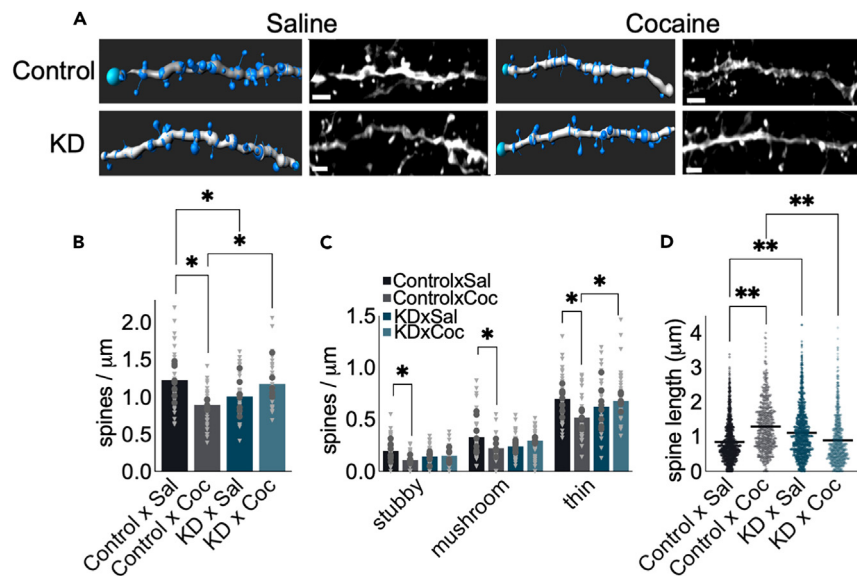 A
Saline
Cocaine
Control
KD
B
*
*
*
spines / μm
2.0
1.5
1.0
0.5
0.0
Control x Sal
Control x Coc
KD x Sal
KD x Coc
C
ControlxSal
ControlxCoc
KDxSal
KDxCoc
*
*
*
*
spines / μm
1.5
1.0
0.5
0.0
stubby
mushroom
thin
D
**
**
**
spine length (μm)
5
4
3
2
1
0
Control x Sal
Control x Coc
KD x Sal
KD x Coc